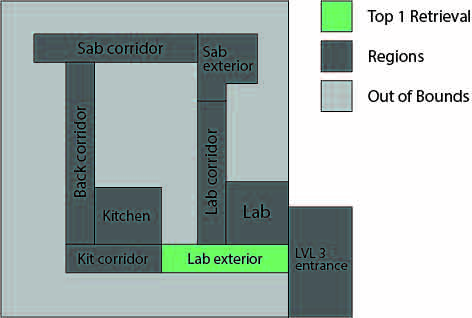 Sab corridor
Sab
exterior
Back corridor
Lab corridor
Kitchen
Lab
Kit corridor
Lab exterior
LVL 3
entrance
Top 1 Retrieval
Regions
Out of Bounds